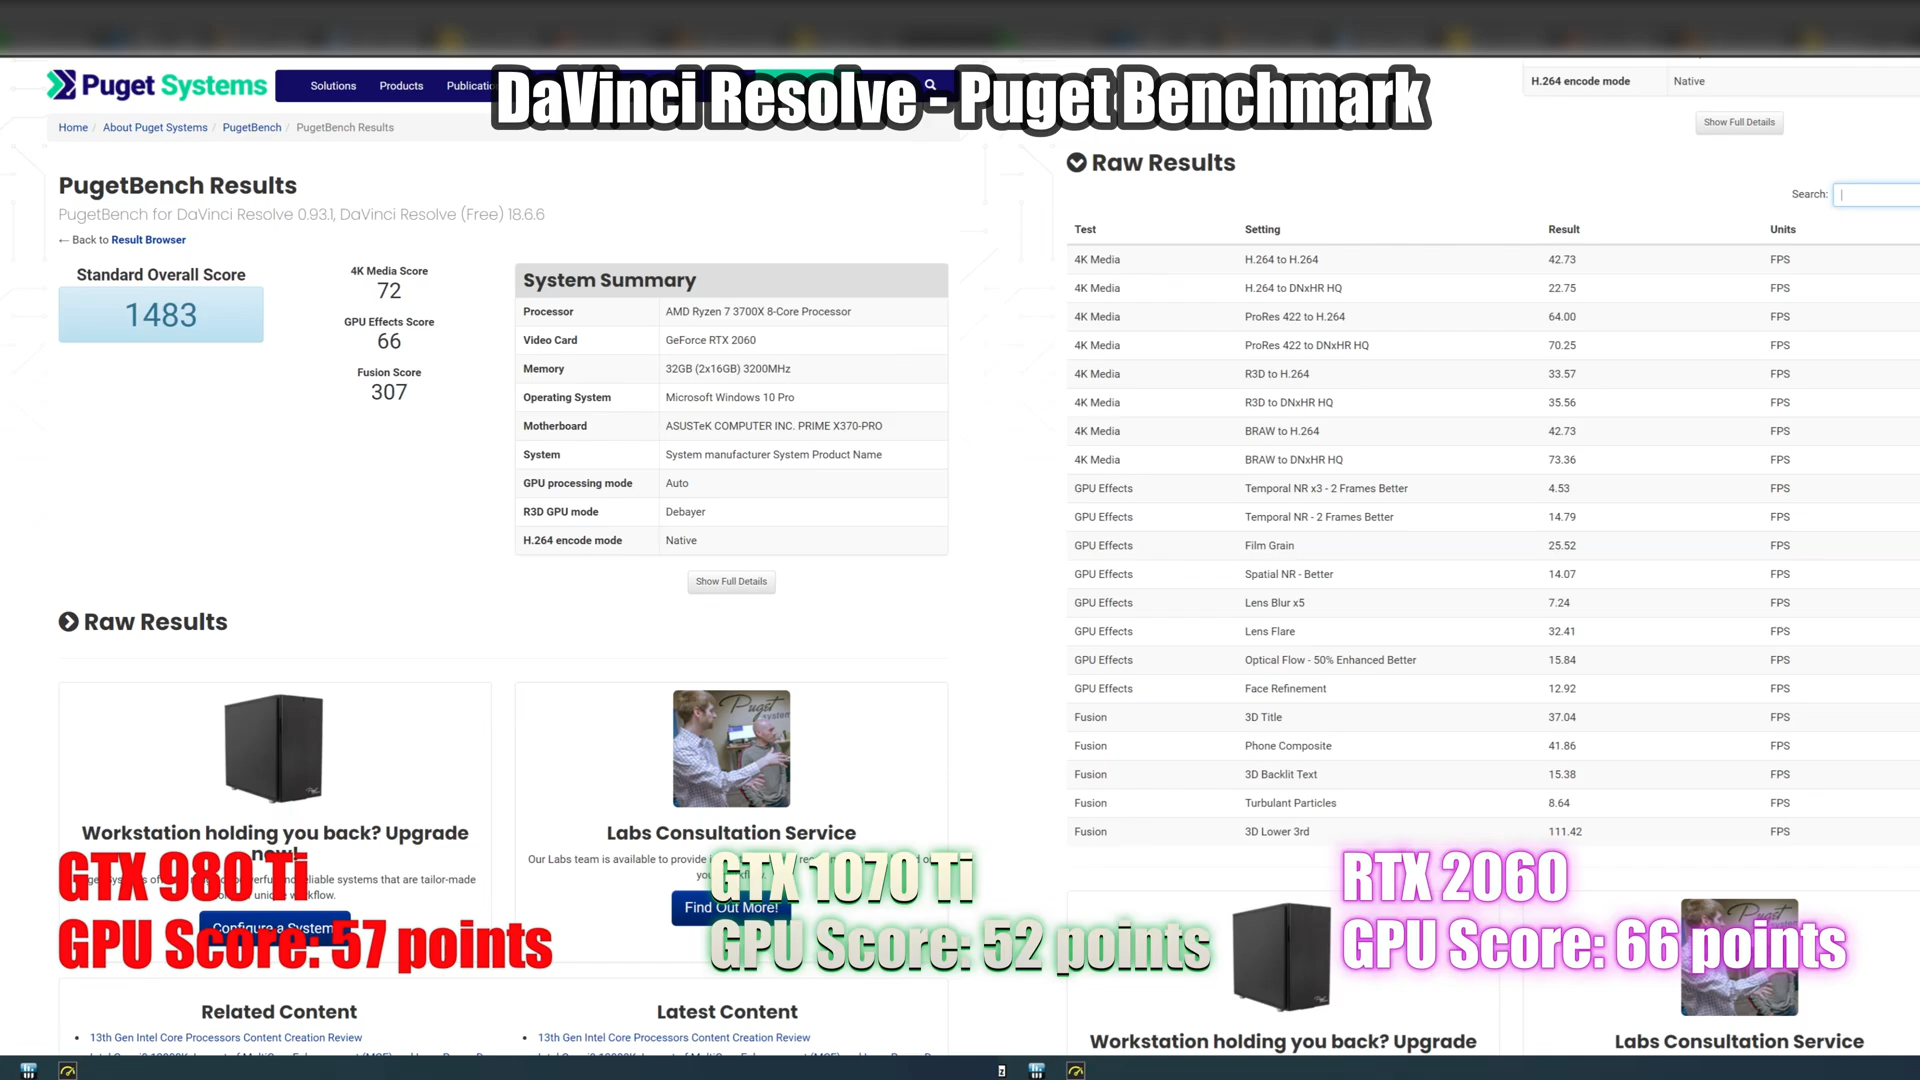 DaVinci Resolve - Puget Benchmark
Puget Systems
Solutions Products
Home / About Puget Systems / PugetBench / PugetBench Results
PugetBench Results
PugetBench for DaVinci Resolve 0.93.1, DaVinci Resolve (Free) 18.6.6
← Back to Result Browser
Standard Overall Score
1483
4K Media Score
72
GPU Effects Score
66
Fusion Score
307
System Summary
Processor AMD Ryzen 7 3700X 8-Core Processor
Video Card GeForce RTX 2060
Memory 32GB (2x16GB) 3200MHz
Operating System Microsoft Windows 10 Pro
Motherboard ASUSTeK COMPUTER INC. PRIME X370-PRO
System System manufacturer System Product Name
GPU processing mode Auto
R3D GPU mode Debayer
H.264 encode mode Native
Show Full Details
Raw Results
Workstation holding you back? Upgrade
now!
reliable systems that are tailor-made
workflow.
Configure a System
Labs Consultation Service
Our Labs team is available to provide
Find Out More!
Related Content
13th Gen Intel Core Processors Content Creation Review
Latest Content
13th Gen Intel Core Processors Content Creation Review
H.264 encode mode Native
Show Full Details
Raw Results
Search:
Test Setting Result Units
4K Media H.264 to H.264 42.73 FPS
4K Media H.264 to DNxHR HQ 22.75 FPS
4K Media ProRes 422 to H.264 64.00 FPS
4K Media ProRes 422 to DNxHR HQ 70.25 FPS
4K Media R3D to H.264 33.57 FPS
4K Media R3D to DNxHR HQ 35.56 FPS
4K Media BRAW to H.264 42.73 FPS
4K Media BRAW to DNxHR HQ 73.36 FPS
GPU Effects Temporal NR x3 - 2 Frames Better 4.53 FPS
GPU Effects Temporal NR - 2 Frames Better 14.79 FPS
GPU Effects Film Grain 25.52 FPS
GPU Effects Spatial NR - Better 14.07 FPS
GPU Effects Lens Blur x5 7.24 FPS
GPU Effects Lens Flare 32.41 FPS
GPU Effects Optical Flow - 50% Enhanced Better 15.84 FPS
GPU Effects Face Refinement 12.92 FPS
Fusion 3D Title 37.04 FPS
Fusion Phone Composite 41.86 FPS
Fusion 3D Backlit Text 15.38 FPS
Fusion Turbulant Particles 8.64 FPS
Fusion 3D Lower 3rd 111.42 FPS
Workstation holding you back? Upgrade
Labs Consultation Service
GTX 980 Ti
GPU Score: 57 points
GTX 1070 Ti
GPU Score: 52 points
RTX 2060
GPU Score: 66 points